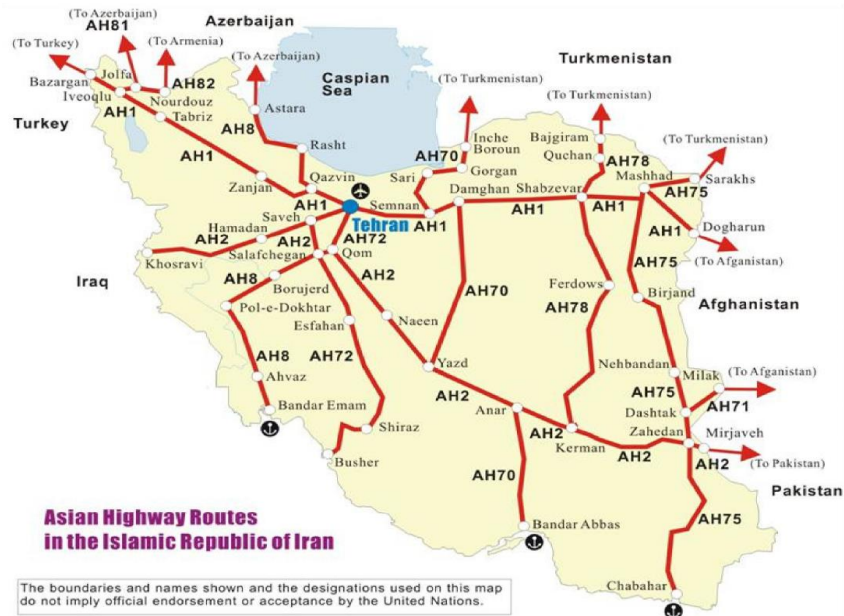 Azerbaijan
(To Azerbaijan)
AH81
(To Turkey)
(To Armenia)
(To Azerbaijan)
Caspian
Sea
(To Turkmenistan)
Turkmenistan
(To Turkmenistan)
Jolfa
Bazargan
Iveoqlu
AH82
Nourdouz
AH1
Tabriz
Turkey
Astara
AH8
Rasht
Inche
Boroun
Bajgiram
(To Turkmenistan)
AH1
AH70
Gorgan
Quchan
AH78
Sari
Mashhad
Sarakhs
AH75
Zanjan
Qazvin
Damghan
Shabzevar
AH1
Semnan
AH1
AH1
AH1
Saveh
Tehran
AH1
Dogharun
Hamadan
AH2
AH2
AH72
Salafchegan
Qom
Khosravi
(To Afganistan)
AH75
Iraq
AH8
AH2
Borujerd
AH70
Ferdows
Birjand
Afghanistan
Pol-e-Dokhtar
Esfahan
Naeen
AH78
AH8
AH72
Yazd
Nehbandan
Milak
(To Afganistan)
Ahvaz
AH2
AH75
AH71
Bandar Emam
Anar
Dashtak
Shiraz
AH2
Zahedan
Mirjaveh
Kerman
AH2
AH2
Busher
(To Pakistan)
AH70
Pakistan
AH75
Asian Highway Routes
in the Islamic Republic of Iran
Bandar Abbas
Chabahar
The boundaries and names shown and the designations used on this map
do not imply official endorsement or acceptance by the United Nations.